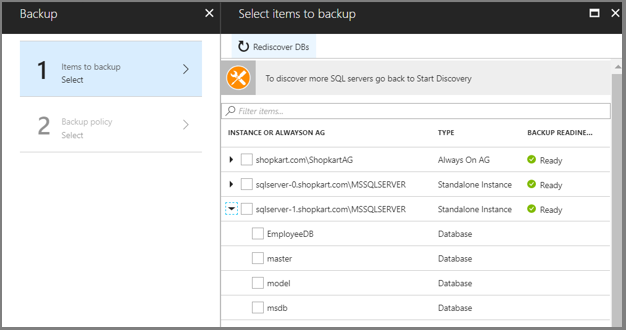 Backup
Select items to backup
1
Items to backup
Select
2
Backup policy
Select
Rediscover DBs
To discover more SQL servers go back to Start Discovery
Filter items...
INSTANCE OR ALWAYSON AG TYPE BACKUP READINE...
shopkart.com\ShopkartAG Always On AG Ready
sqlserver-0.shopkart.com\MSSQLSERVER Standalone Instance Ready
sqlserver-1.shopkart.com\MSSQLSERVER Standalone Instance Ready
EmployeeDB Database
master Database
model Database
msdb Database